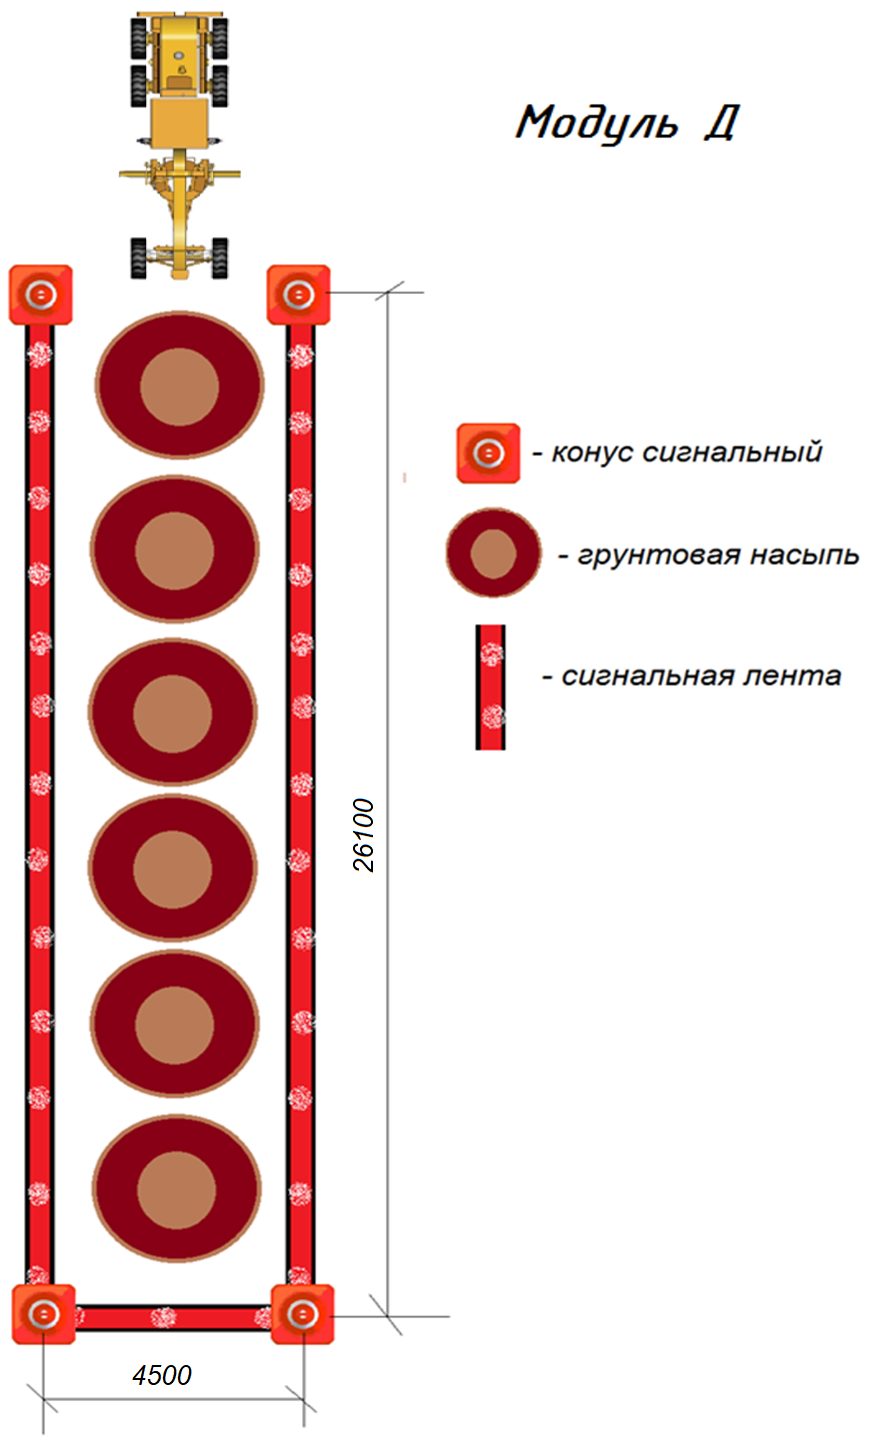 Модуль Д
- конус сигнальный
- грунтовая насыпь
- сигнальная лента
26100
4500